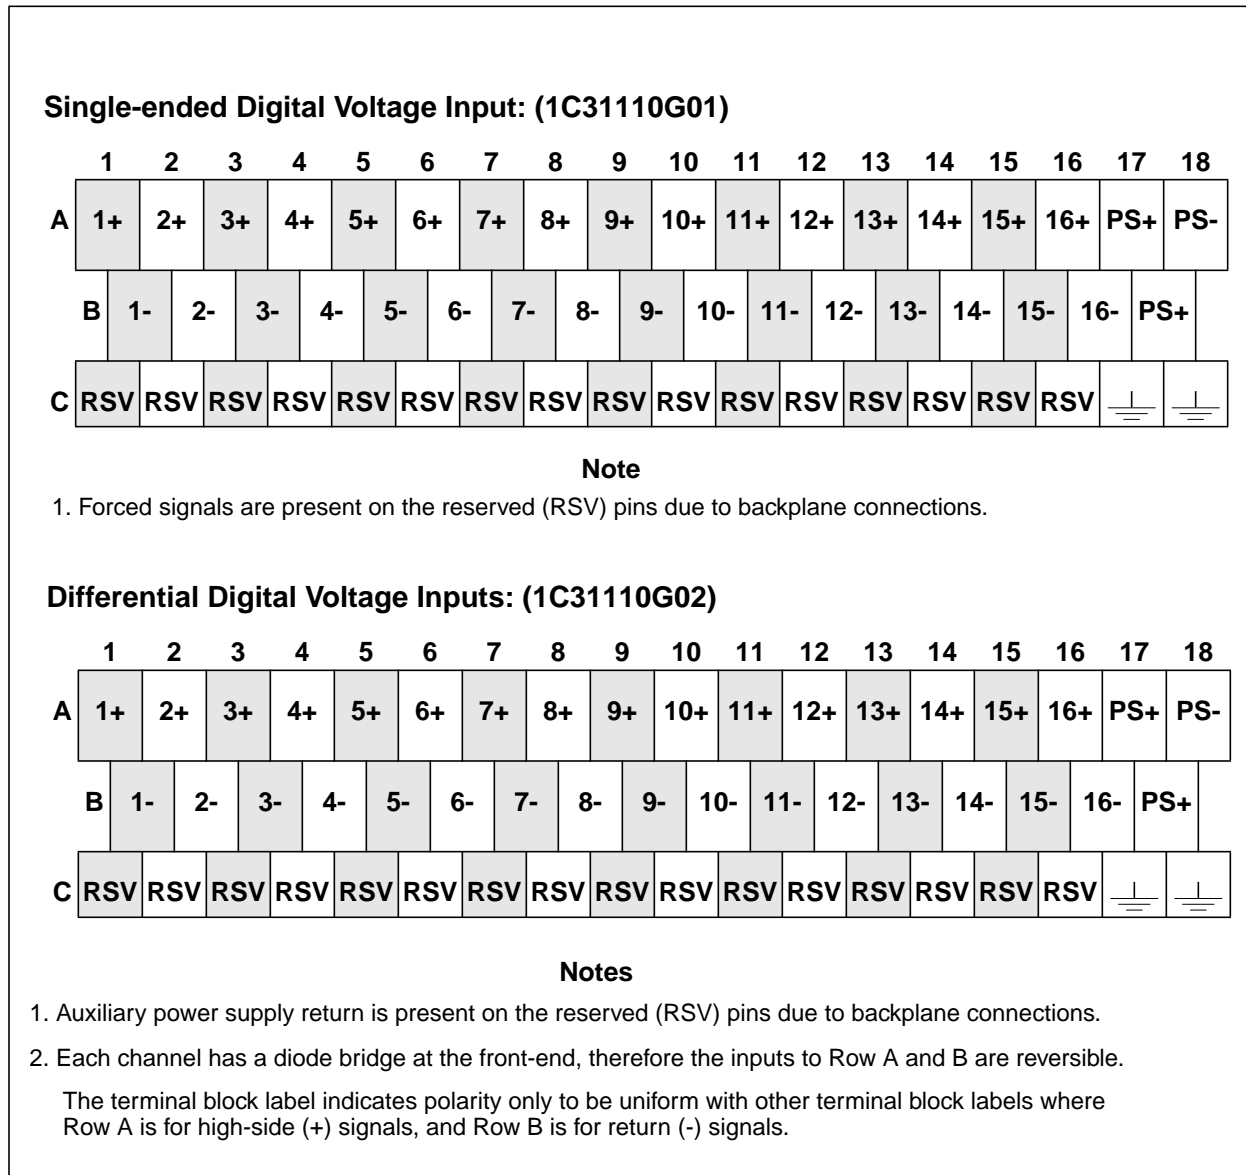 Single-ended Digital Voltage Input: (1C31110G01)
1 2 3 4 5 6 7 8 9 10 11 12 13 14 15 16 17 18
A 1+ 2+ 3+ 4+ 5+ 6+ 7+ 8+ 9+ 10+ 11+ 12+ 13+ 14+ 15+ 16+ PS+ PS-
B 1- 2- 3- 4- 5- 6- 7- 8- 9- 10- 11- 12- 13- 14- 15- 16- PS+
C RSV RSV RSV RSV RSV RSV RSV RSV RSV RSV RSV RSV RSV RSV RSV RSV
Note
1. Forced signals are present on the reserved (RSV) pins due to backplane connections.
Differential Digital Voltage Inputs: (1C31110G02)
1 2 3 4 5 6 7 8 9 10 11 12 13 14 15 16 17 18
A 1+ 2+ 3+ 4+ 5+ 6+ 7+ 8+ 9+ 10+ 11+ 12+ 13+ 14+ 15+ 16+ PS+ PS-
B 1- 2- 3- 4- 5- 6- 7- 8- 9- 10- 11- 12- 13- 14- 15- 16- PS+
C RSV RSV RSV RSV RSV RSV RSV RSV RSV RSV RSV RSV RSV RSV RSV RSV
Notes
1. Auxiliary power supply return is present on the reserved (RSV) pins due to backplane connections.
2. Each channel has a diode bridge at the front-end, therefore the inputs to Row A and B are reversible.
The terminal block label indicates polarity only to be uniform with other terminal block labels where
Row A is for high-side (+) signals, and Row B is for return (-) signals.